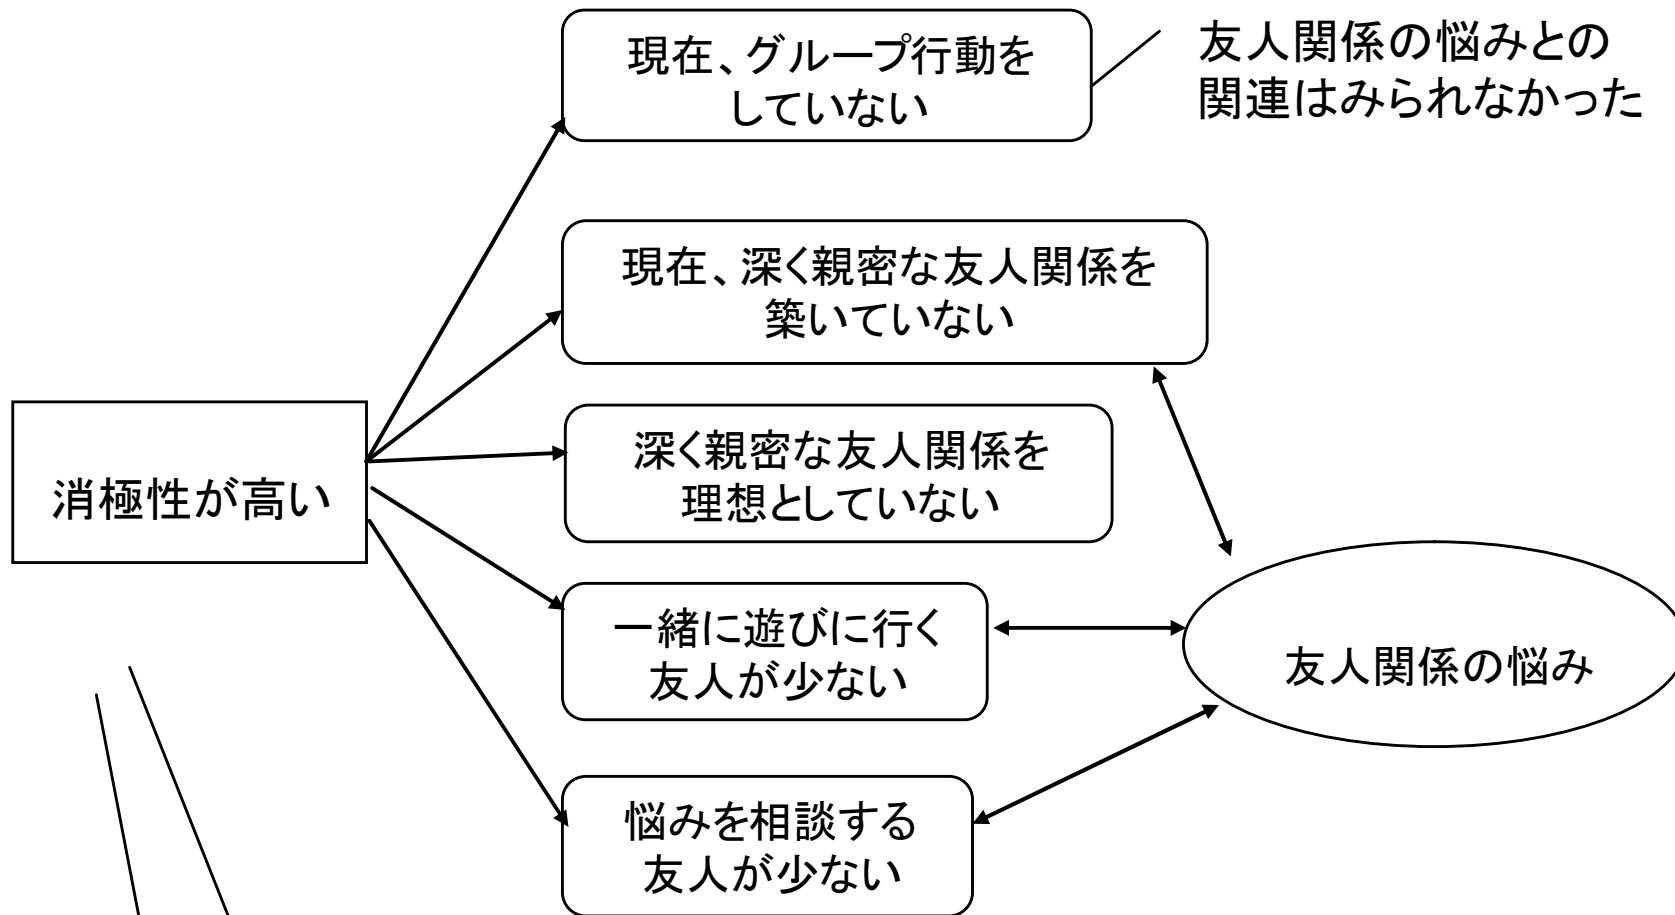 現在、グループ行動を
していない
友人関係の悩みとの
関連はみられなかった
現在、深く親密な友人関係を
築いていない
深く親密な友人関係を
理想としていない
消極性が高い
一緒に遊びに行く
友人が少ない
友人関係の悩み
悩みを相談する
友人が少ない